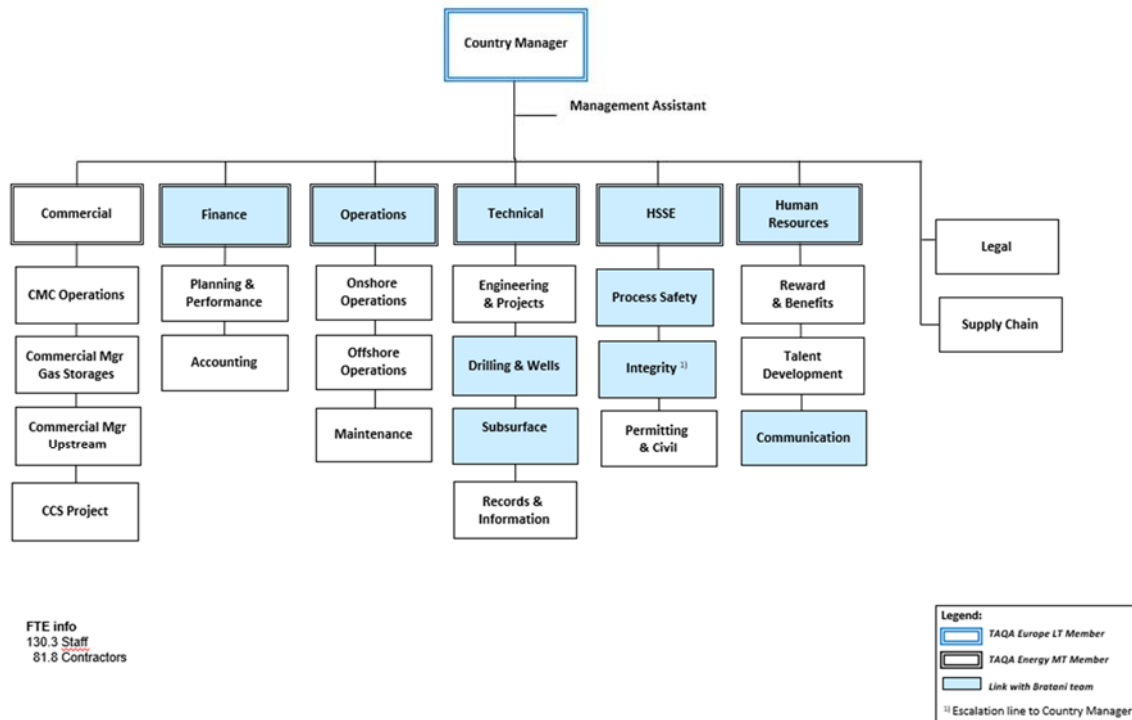 Country Manager
Management Assistant
Commercial
Finance
Operations
Technical
HSSE
Human
Resources
Legal
Supply Chain
CMC Operations
Commercial Mgr
Gas Storages
Commercial Mgr
Upstream
CCS Project
Planning &
Performance
Accounting
Onshore
Operations
Offshore
Operations
Maintenance
Engineering
& Projects
Drilling & Wells
Subsurface
Records &
Information
Process Safety
Integrity 1)
Permitting
& Civil
Reward
& Benefits
Talent
Development
Communication
FTE info
130.3 Staff
81.8 Contractors
Legend:
TAQA Europe LT Member
TAQA Energy MT Member
Link with Bratani team
1) Escalation line to Country Manager